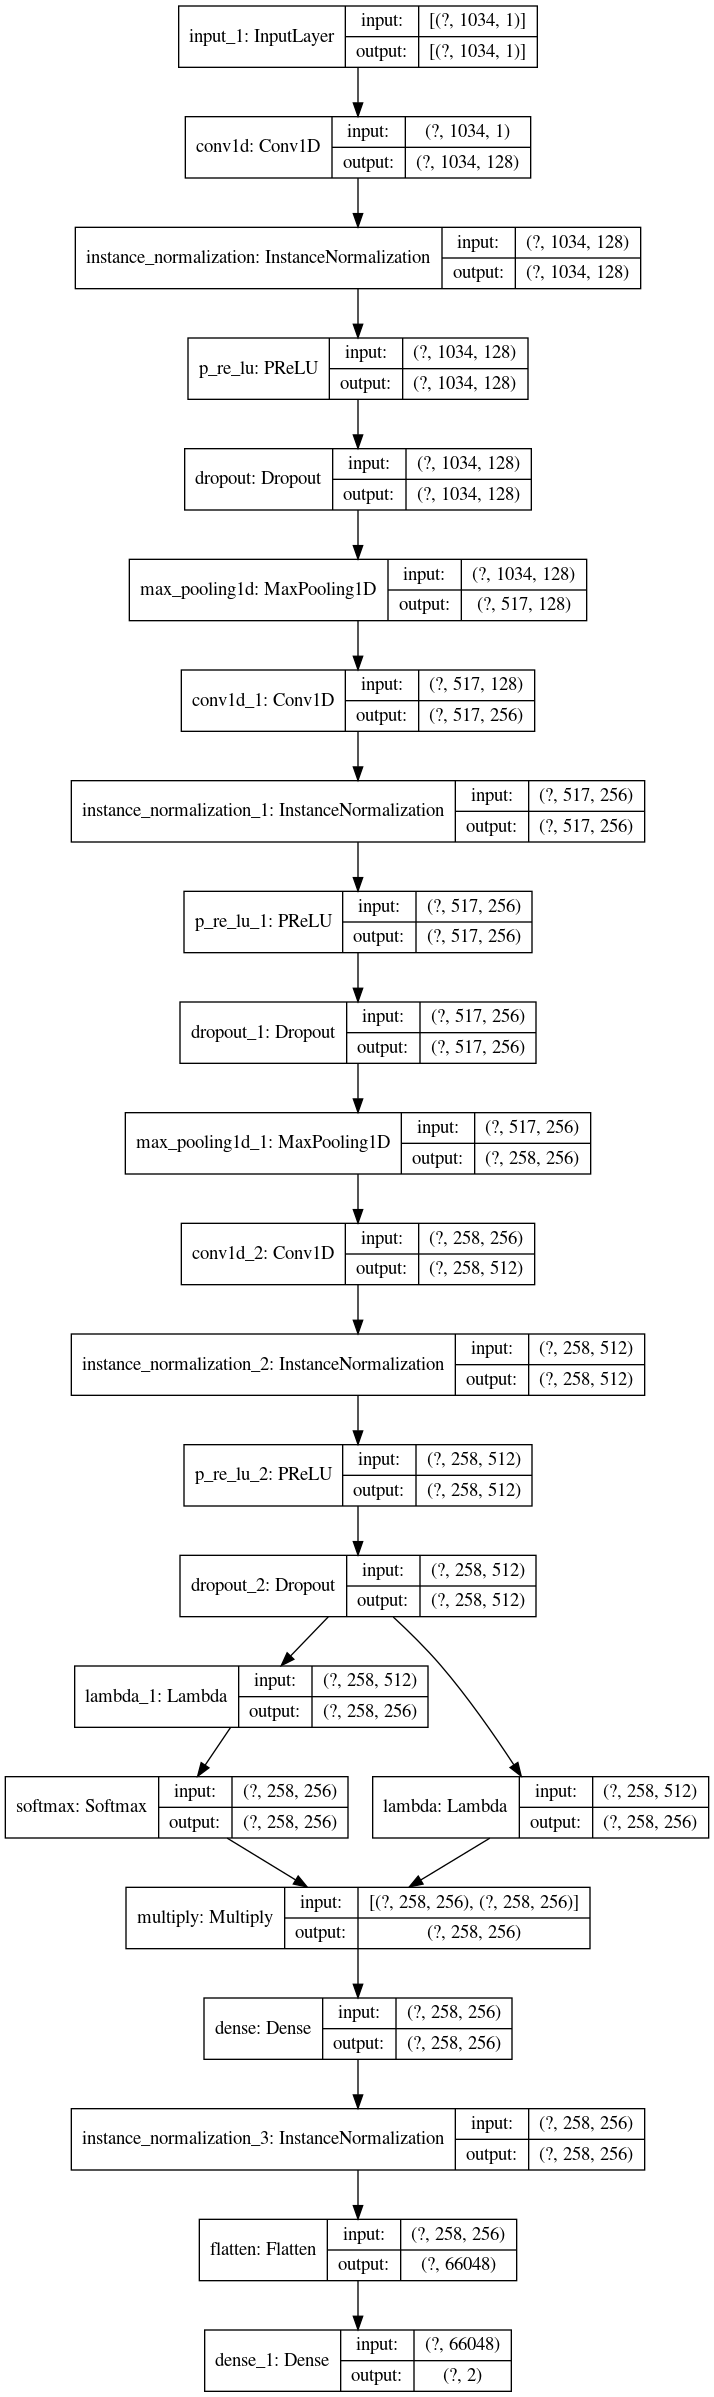 input_1: InputLayer
input: [(?, 1034, 1)]
output: [(?, 1034, 1)]
conv1d: Conv1D
input: (?, 1034, 1)
output: (?, 1034, 128)
instance_normalization: InstanceNormalization
input: (?, 1034, 128)
output: (?, 1034, 128)
p_re_lu: PReLU
input: (?, 1034, 128)
output: (?, 1034, 128)
dropout: Dropout
input: (?, 1034, 128)
output: (?, 1034, 128)
max_pooling1d: MaxPooling1D
input: (?, 1034, 128)
output: (?, 517, 128)
conv1d_1: Conv1D
input: (?, 517, 128)
output: (?, 517, 256)
instance_normalization_1: InstanceNormalization
input: (?, 517, 256)
output: (?, 517, 256)
p_re_lu_1: PReLU
input: (?, 517, 256)
output: (?, 517, 256)
dropout_1: Dropout
input: (?, 517, 256)
output: (?, 517, 256)
max_pooling1d_1: MaxPooling1D
input: (?, 517, 256)
output: (?, 258, 256)
conv1d_2: Conv1D
input: (?, 258, 256)
output: (?, 258, 512)
instance_normalization_2: InstanceNormalization
input: (?, 258, 512)
output: (?, 258, 512)
p_re_lu_2: PReLU
input: (?, 258, 512)
output: (?, 258, 512)
dropout_2: Dropout
input: (?, 258, 512)
output: (?, 258, 512)
lambda_1: Lambda
input: (?, 258, 512)
output: (?, 258, 256)
softmax: Softmax
input: (?, 258, 256)
output: (?, 258, 256)
lambda: Lambda
input: (?, 258, 512)
output: (?, 258, 256)
multiply: Multiply
input: [(?, 258, 256), (?, 258, 256)]
output: (?, 258, 256)
dense: Dense
input: (?, 258, 256)
output: (?, 258, 256)
instance_normalization_3: InstanceNormalization
input: (?, 258, 256)
output: (?, 258, 256)
flatten: Flatten
input: (?, 258, 256)
output: (?, 66048)
dense_1: Dense
input: (?, 66048)
output: (?, 2)